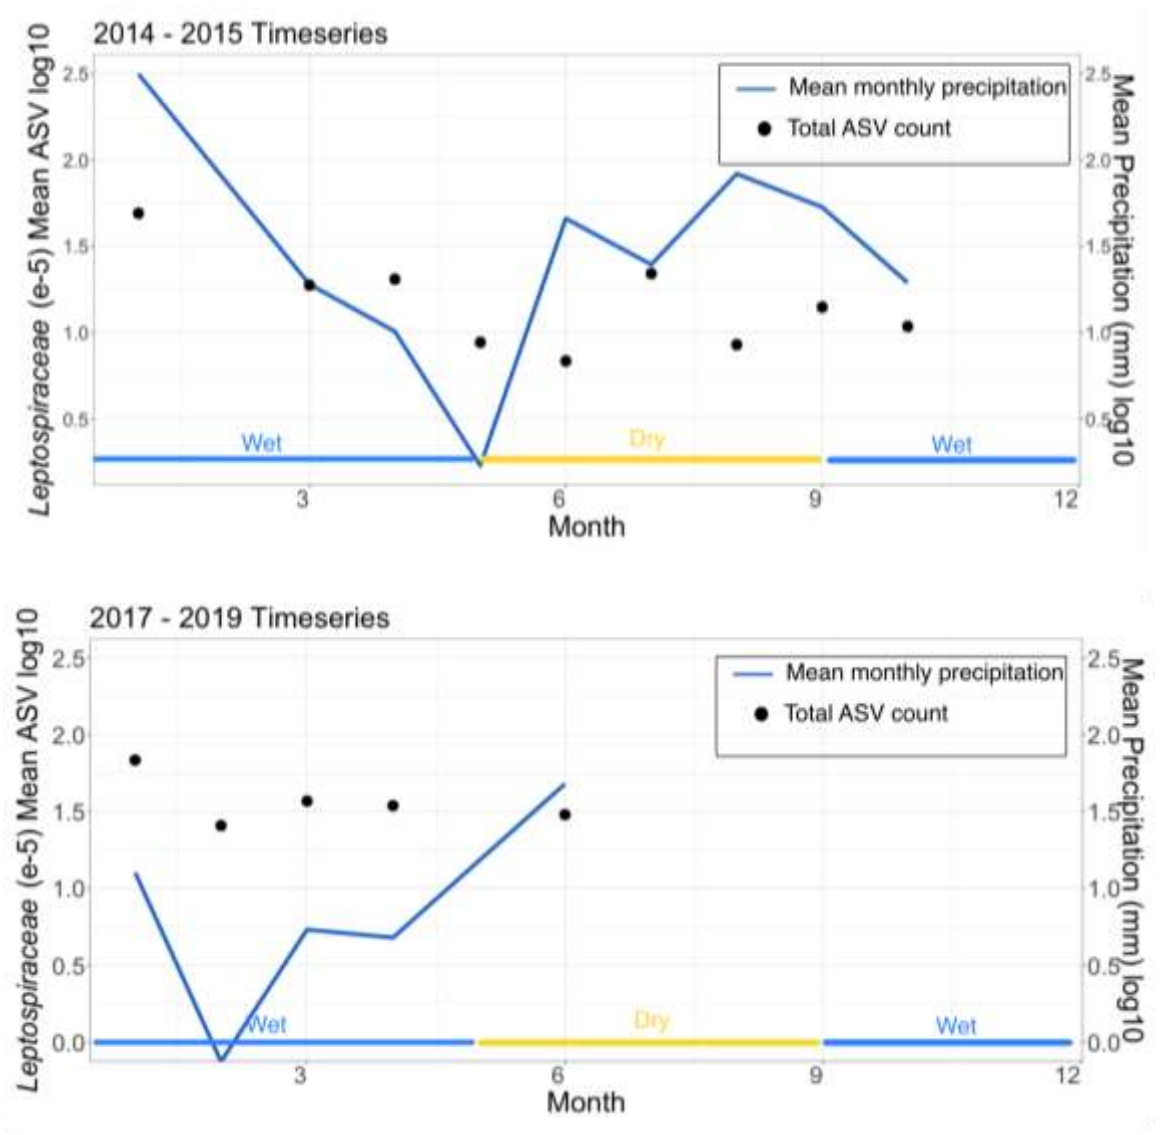 2014 - 2015 Timeseries
Leptospiraceae (e-5) Mean ASV log10
2.5
2.0
1.5
1.0
0.5
Mean monthly precipitation
Total ASV count
2.5
2.0
1.5
1.0
0.5
Mean Precipitation (mm) log10
Wet
Dry
Wet
3
6
9
12
Month
2017 - 2019 Timeseries
Leptospiraceae (e-5) Mean ASV log10
2.5
2.0
1.5
1.0
0.5
0.0
Mean monthly precipitation
Total ASV count
2.5
2.0
1.5
1.0
0.5
0.0
Mean Precipitation (mm) log10
Wet
Dry
Wet
3
6
9
12
Month